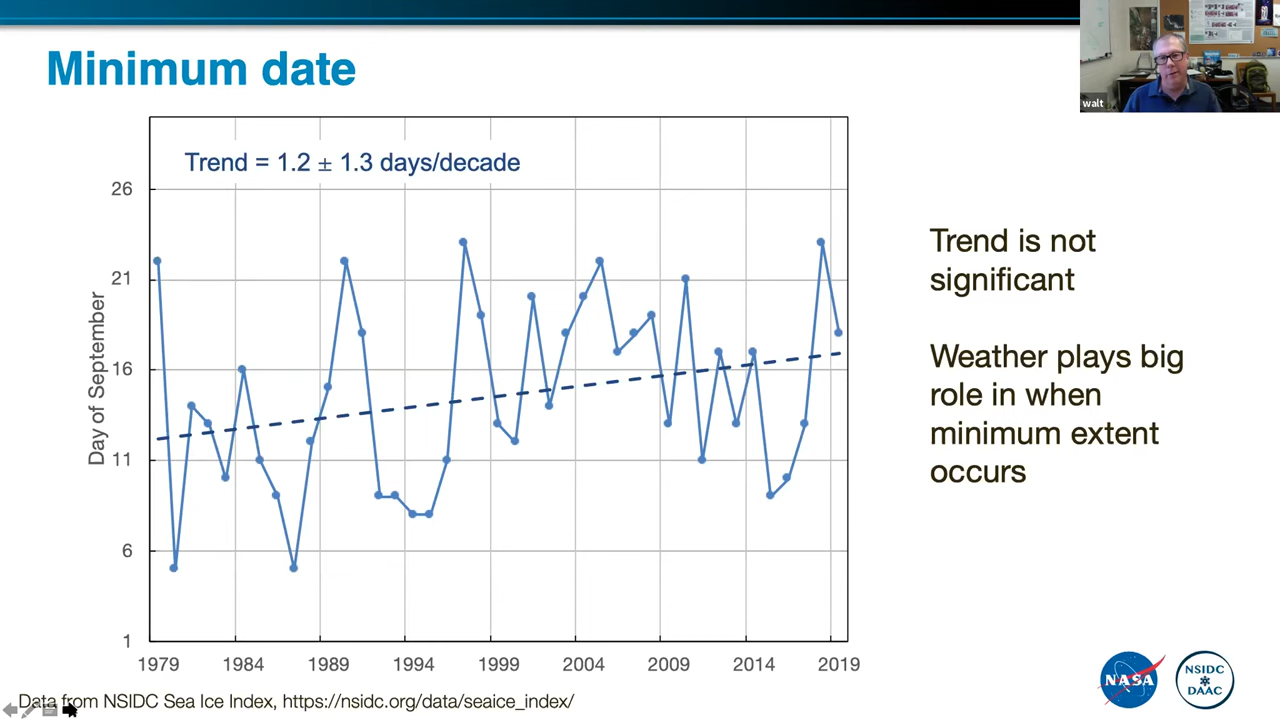 Minimum date
walt
Trend = 1.2 ± 1.3 days/decade
26
21
16
11
6
1
Day of September
1979 1984 1989 1994 1999 2004 2009 2014 2019
Trend is not
significant
Weather plays big
role in when
minimum extent
occurs
Data from NSIDC Sea Ice Index, https://nsidc.org/data/seaice_index/
NASA
NSIDC
DAAC